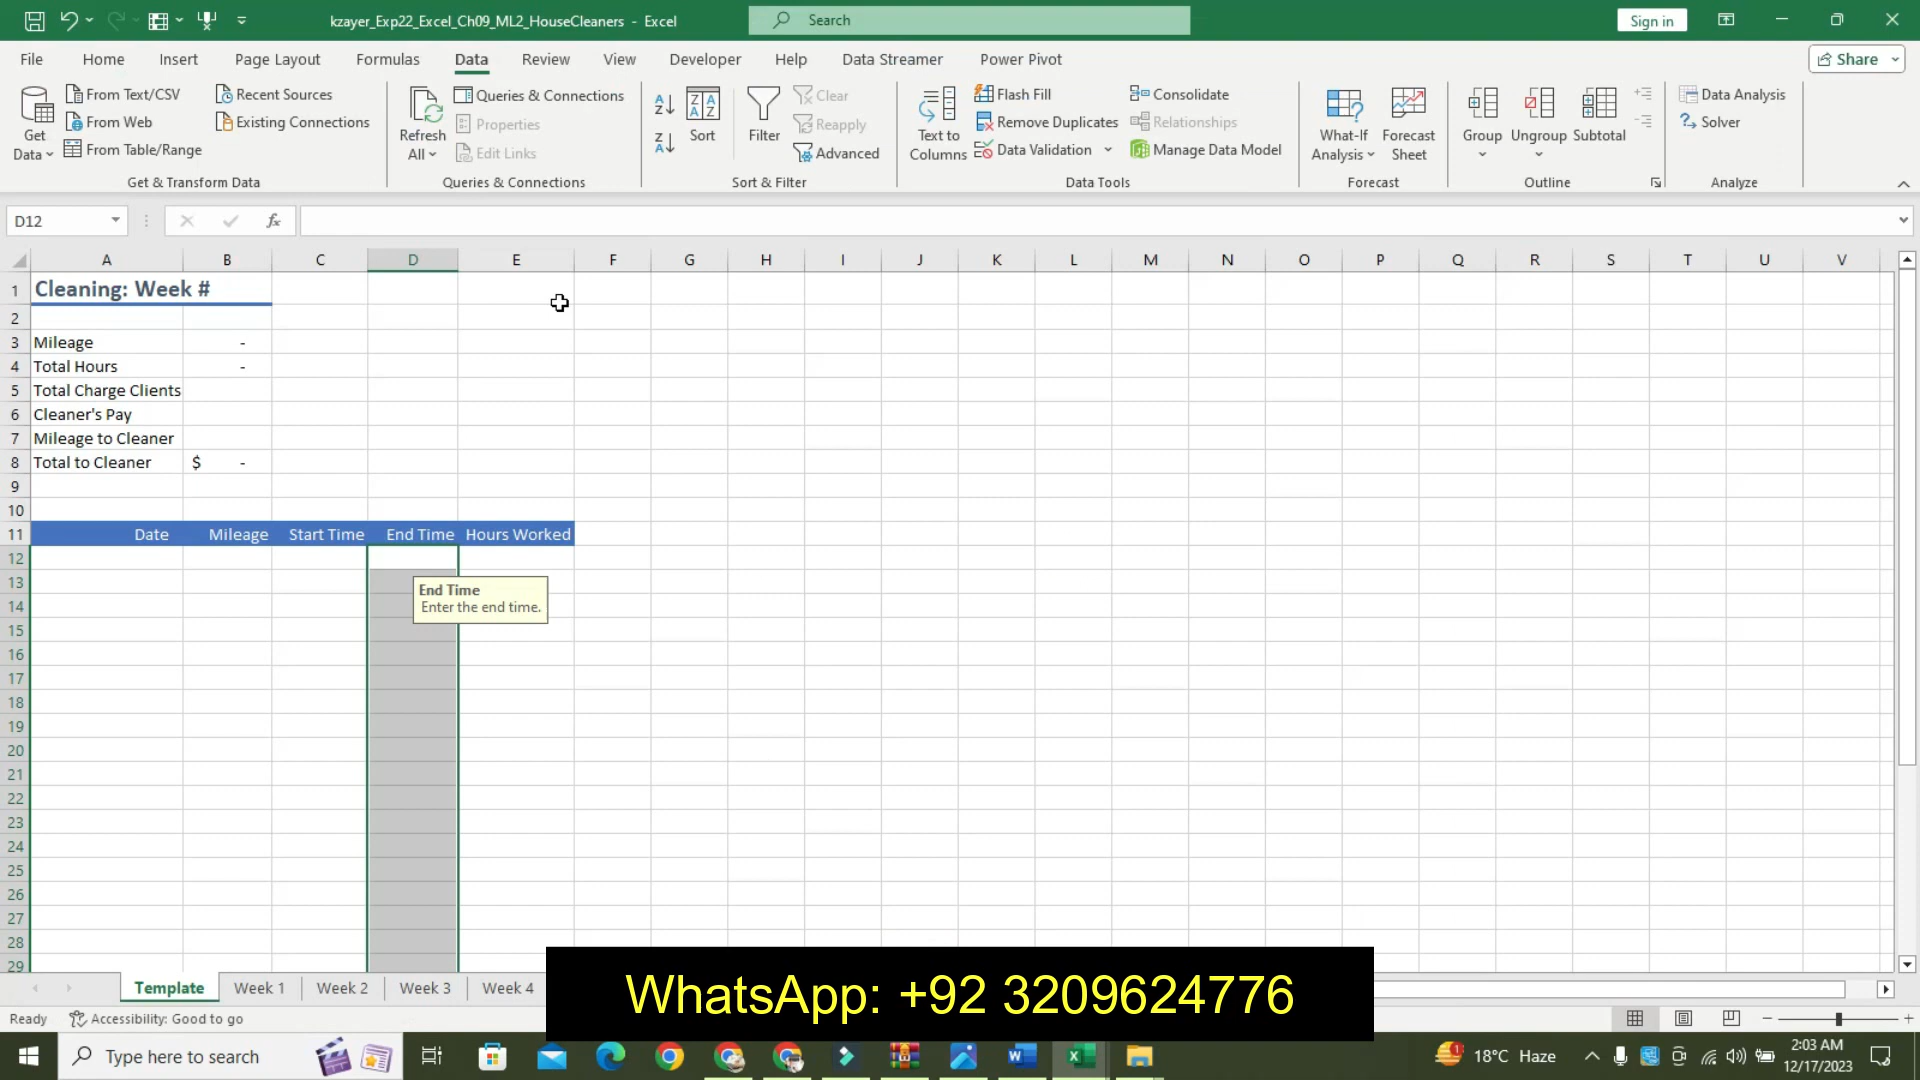 kzayer_Exp22_Excel_Ch09_ML2_HouseCleaners - Excel
Search
Sign in
File Home Insert Page Layout Formulas Data Review View Developer Help Data Streamer Power Pivot
Share
Get Data
From Text/CSV
From Web
From Table/Range
Recent Sources
Existing Connections
Get & Transform Data
Refresh All
Queries & Connections
Properties
Edit Links
Queries & Connections
Sort
Filter
Clear
Reapply
Advanced
Sort & Filter
Text to Columns
Flash Fill
Remove Duplicates
Data Validation
Consolidate
Relationships
Manage Data Model
Data Tools
What-If Analysis
Forecast Sheet
Forecast
Group
Ungroup
Subtotal
Outline
Data Analysis
Solver
Analyze
D12
fx
A B C D E F G H I J K L M N O P Q R S T U V
1 Cleaning: Week #
2
3 Mileage -
4 Total Hours -
5 Total Charge Clients
6 Cleaner's Pay
7 Mileage to Cleaner
8 Total to Cleaner $ -
9
10
11 Date Mileage Start Time End Time Hours Worked
12
13
14
15
16
17
18
19
20
21
22
23
24
25
26
27
28
29
End Time
Enter the end time.
Template Week 1 Week 2 Week 3 Week 4
WhatsApp: +92 3209624776
Ready Accessibility: Good to go
Type here to search
18°C Haze
2:03 AM
12/17/2023